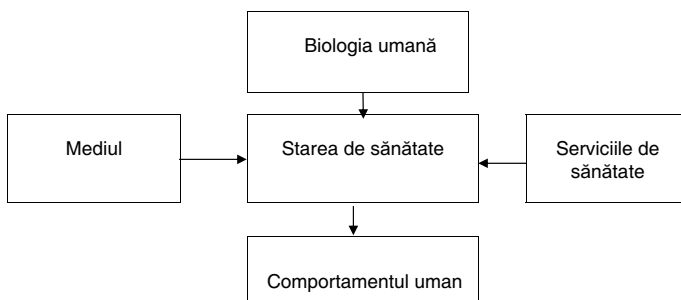 Biologia umană
Mediul
Starea de sănătate
Serviciile de
sănătate
Comportamentul uman